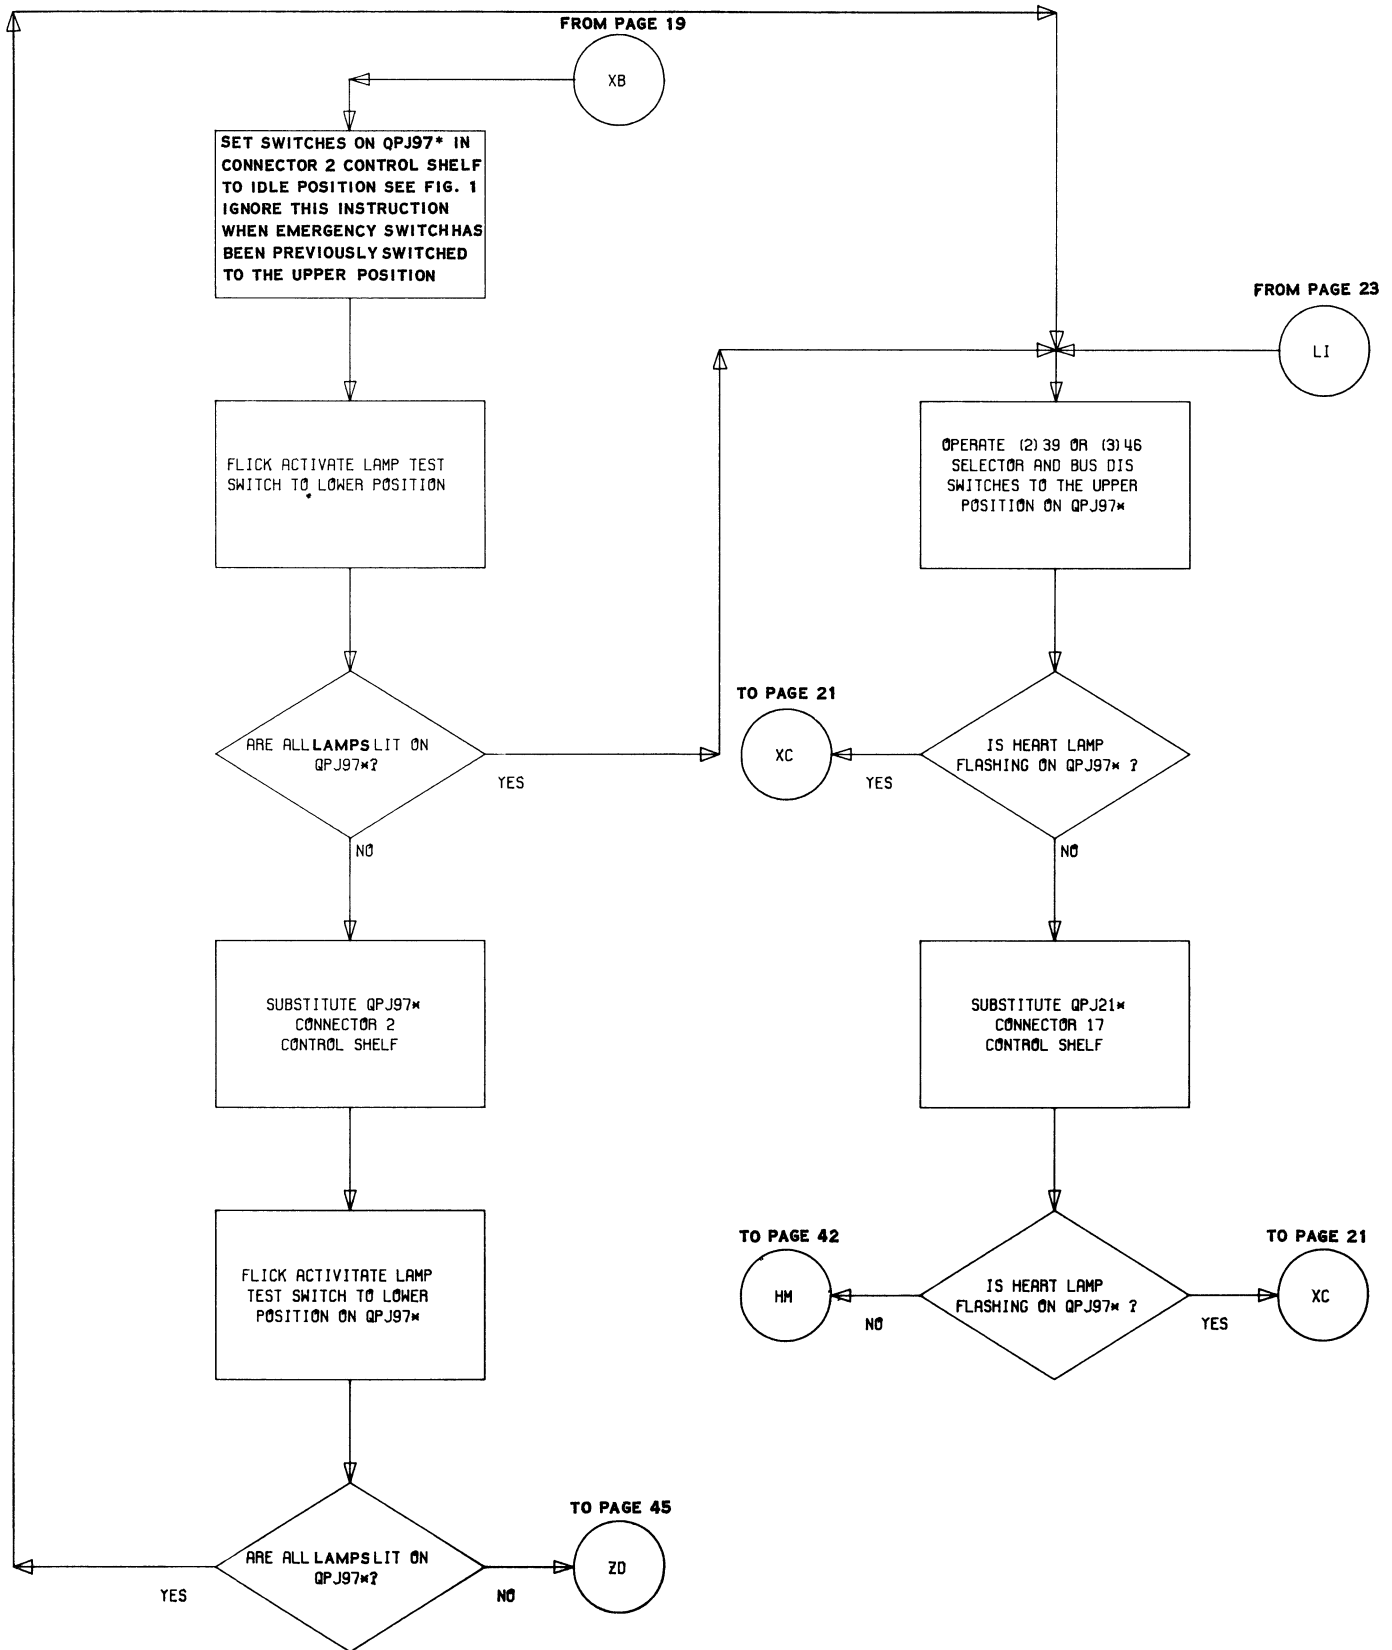 FROM PAGE 19
XB
SET SWITCHES ON QPJ97* IN
CONNECTOR 2 CONTROL SHELF
TO IDLE POSITION SEE FIG. 1
IGNORE THIS INSTRUCTION
WHEN EMERGENCY SWITCH HAS
BEEN PREVIOUSLY SWITCHED
TO THE UPPER POSITION
FLICK ACTIVATE LAMP TEST
SWITCH TO LOWER POSITION
ARE ALL LAMPS LIT ON
QPJ97*?
YES
NO
SUBSTITUTE QPJ97*
CONNECTOR 2
CONTROL SHELF
FLICK ACTIVITATE LAMP
TEST SWITCH TO LOWER
POSITION ON QPJ97*
ARE ALL LAMPS LIT ON
QPJ97*?
YES
NO
TO PAGE 45
ZD
FROM PAGE 23
LI
OPERATE (2) 39 OR (3) 46
SELECTOR AND BUS DIS
SWITCHES TO THE UPPER
POSITION ON QPJ97*
TO PAGE 21
XC
IS HEART LAMP
FLASHING ON QPJ97* ?
YES
NO
SUBSTITUTE QPJ21*
CONNECTOR 17
CONTROL SHELF
TO PAGE 42
HM
IS HEART LAMP
FLASHING ON QPJ97* ?
NO
YES
TO PAGE 21
XC